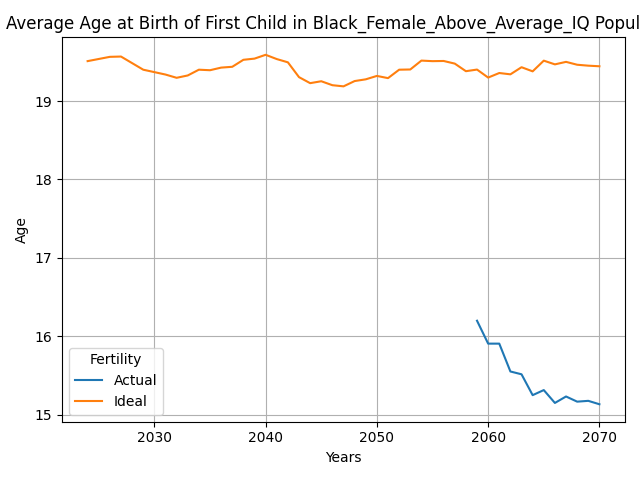 Average Age at Birth of First Child in Black_Female_Above_Average_IQ Popul
19
18
17
16
15
Age
Fertility
Actual
Ideal
2030 2040 2050 2060 2070
Years